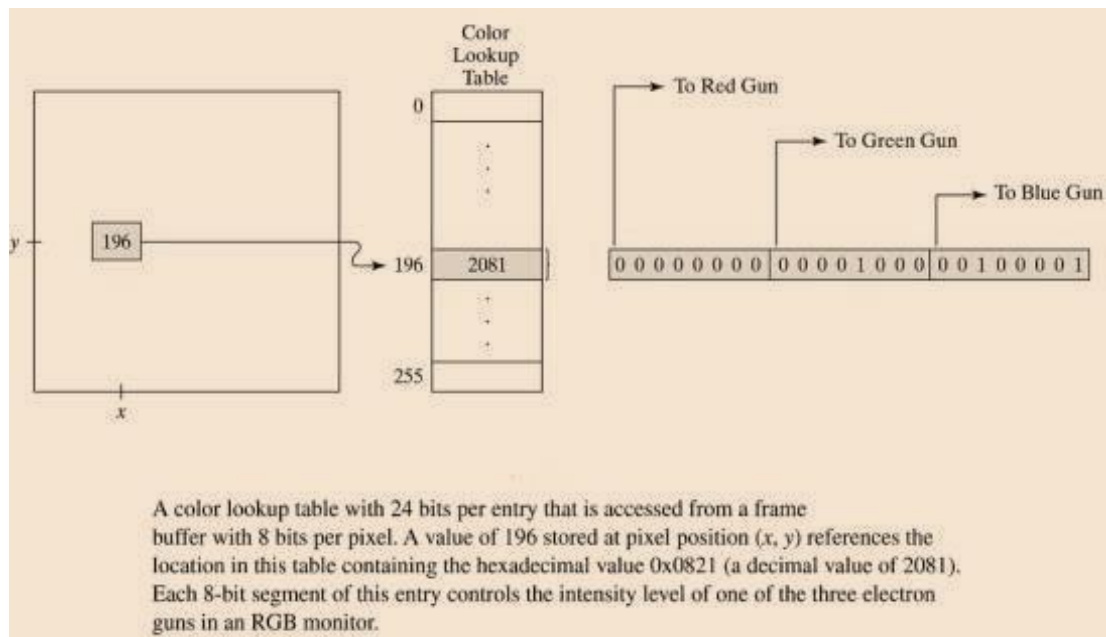 Color
Lookup
Table
0
To Red Gun
To Green Gun
To Blue Gun
y
196
196
2081
0 0 0 0 0 0 0 0 0 0 0 0 1 0 0 0 0 0 1 0 0 0 0 1
255
x
A color lookup table with 24 bits per entry that is accessed from a frame
buffer with 8 bits per pixel. A value of 196 stored at pixel position (x, y) references the
location in this table containing the hexadecimal value 0x0821 (a decimal value of 2081).
Each 8-bit segment of this entry controls the intensity level of one of the three electron
guns in an RGB monitor.